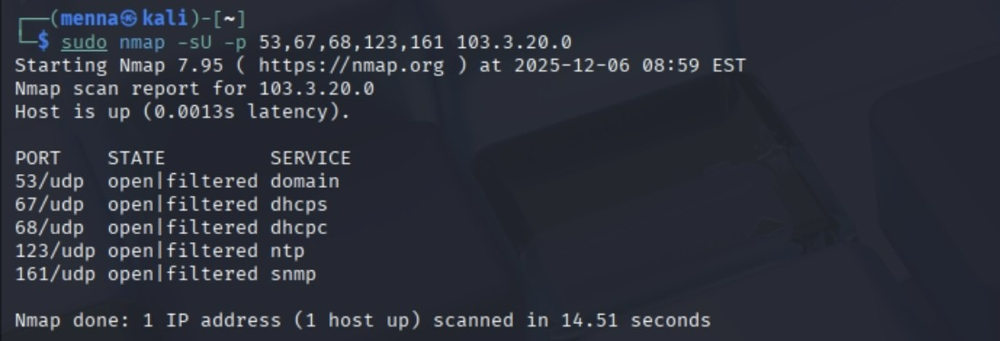 ┌──(menna㉿kali)-[~]
└─$ sudo nmap -sU -p 53,67,68,123,161 103.3.20.0
Starting Nmap 7.95 ( https://nmap.org ) at 2025-12-06 08:59 EST
Nmap scan report for 103.3.20.0
Host is up (0.0013s latency).
PORT    STATE         SERVICE
53/udp  open|filtered domain
67/udp  open|filtered dhcps
68/udp  open|filtered dhcpc
123/udp open|filtered ntp
161/udp open|filtered snmp
Nmap done: 1 IP address (1 host up) scanned in 14.51 seconds